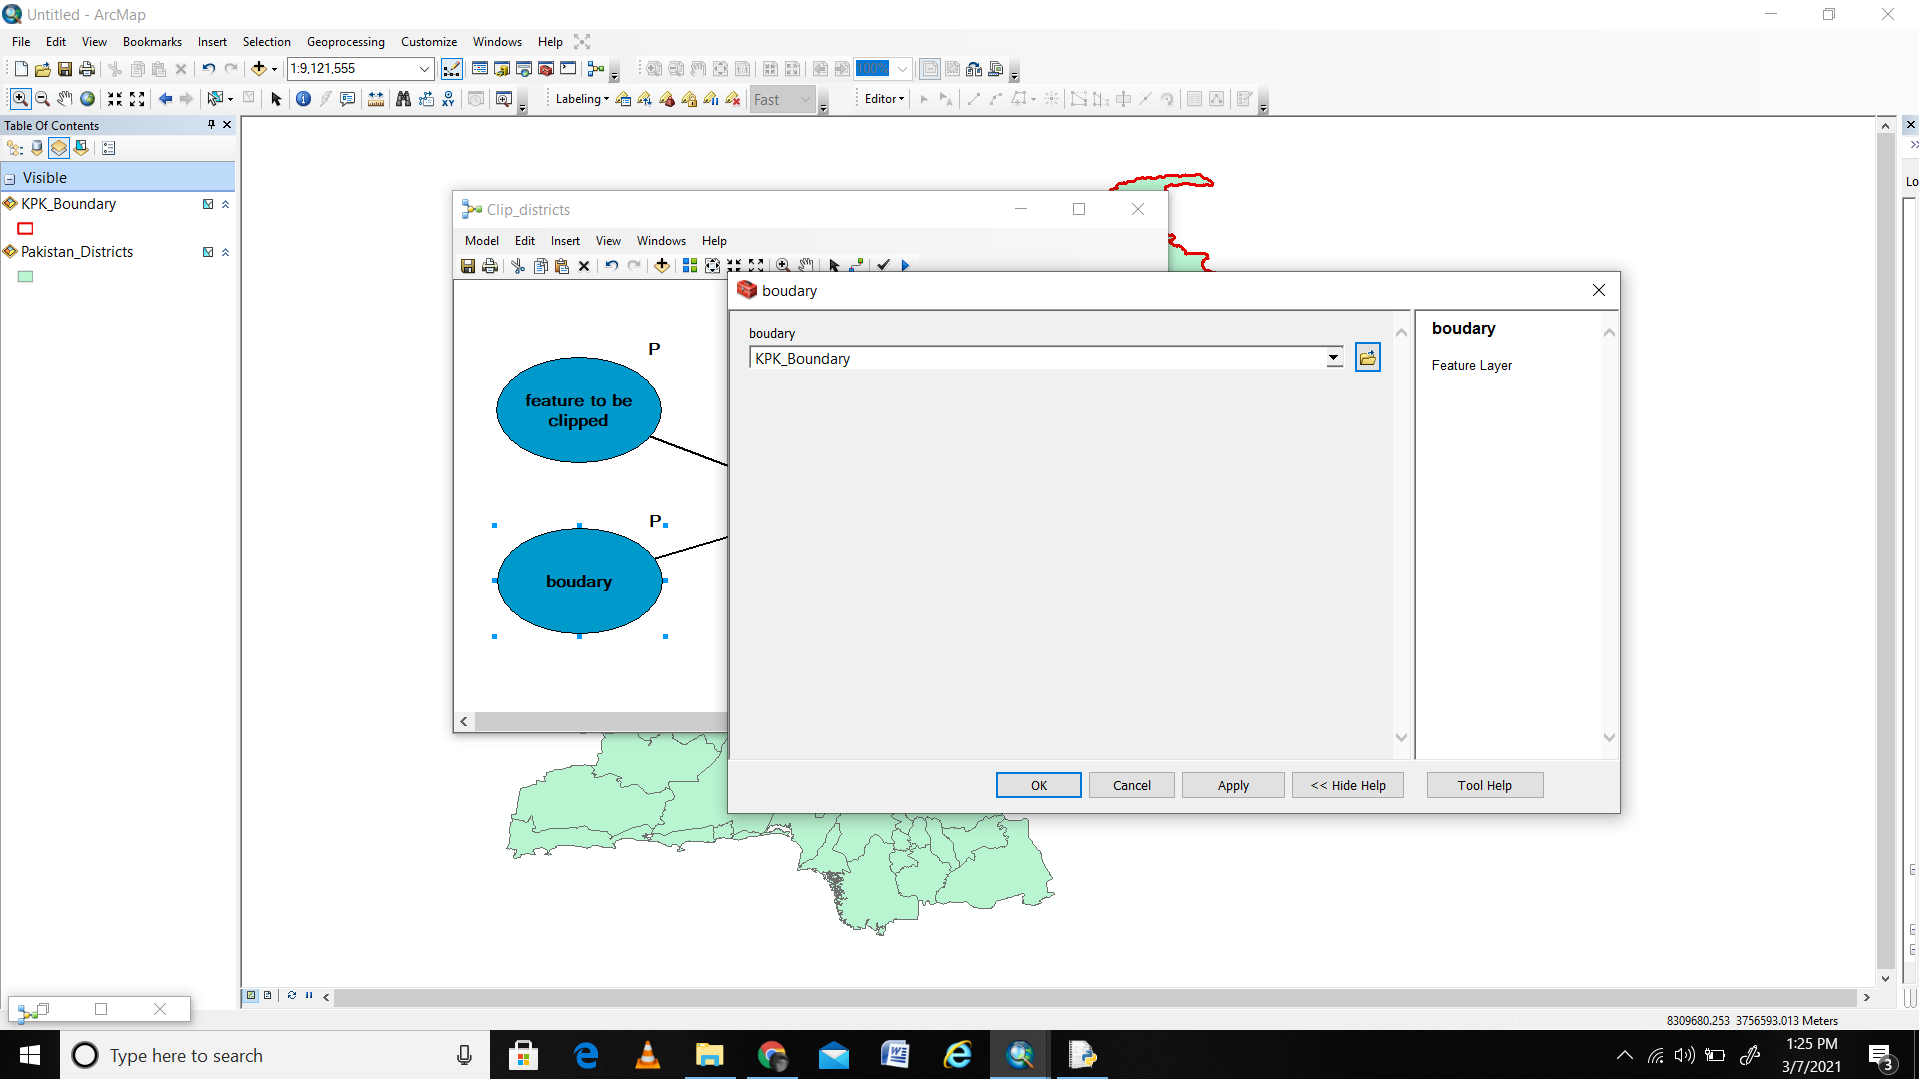 Untitled - ArcMap
File Edit View Bookmarks Insert Selection Geoprocessing Customize Windows Help
1:9,121,555 100%
Labeling Fast Editor
Table Of Contents
Visible
KPK_Boundary
Pakistan_Districts
Lo
Clip_districts
Model Edit Insert View Windows Help
P
feature to be
clipped
P
boudary
boudary
boudary
KPK_Boundary
boudary
Feature Layer
OK Cancel Apply << Hide Help Tool Help
8309680.253 3756593.013 Meters
Type here to search
1:25 PM
3/7/2021
3